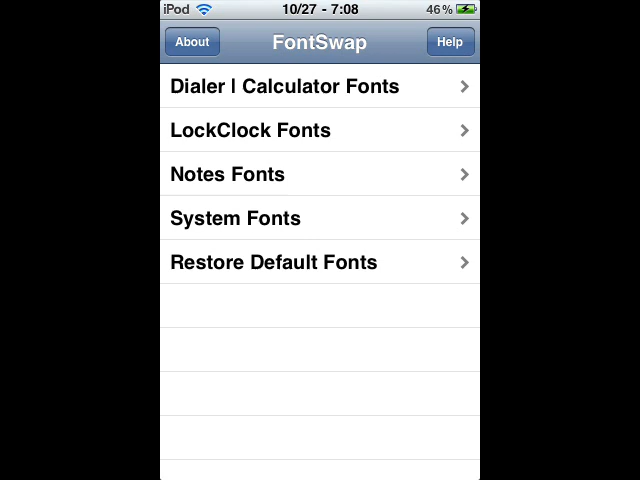 iPod 10/27 - 7:08 46%
About FontSwap Help
Dialer | Calculator Fonts
LockClock Fonts
Notes Fonts
System Fonts
Restore Default Fonts